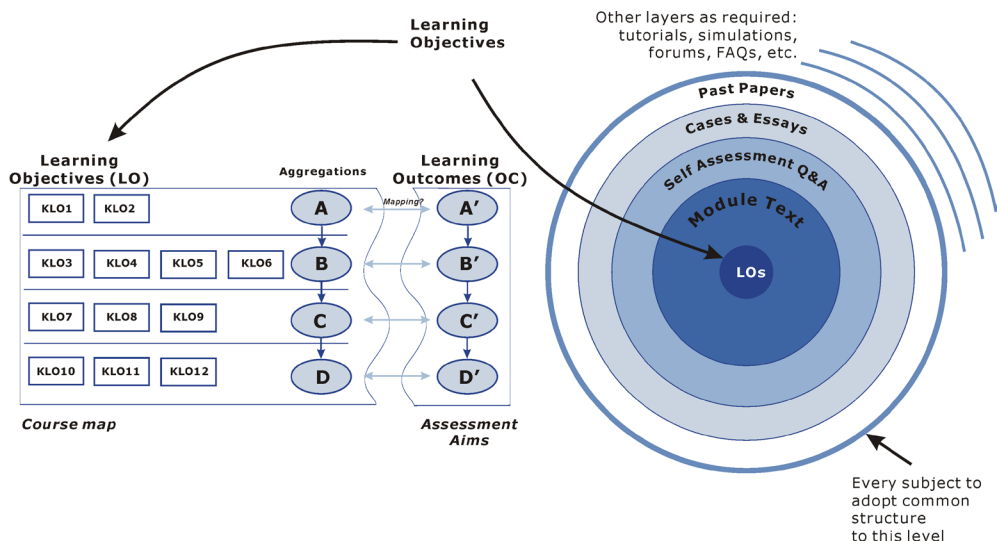 Learning
Objectives
Other layers as required:
tutorials, simulations,
forums, FAQs, etc.
Learning
Objectives (LO)
Aggregations
Learning
Outcomes (OC)
KLO1
KLO2
A
Mapping?
A′
KLO3
KLO4
KLO5
KLO6
B
B′
KLO7
KLO8
KLO9
C
C′
KLO10
KLO11
KLO12
D
D′
Course map
Assessment
Aims
Past Papers
Cases & Essays
Self Assessment Q&A
Module Text
LOs
Every subject to
adopt common
structure
to this level